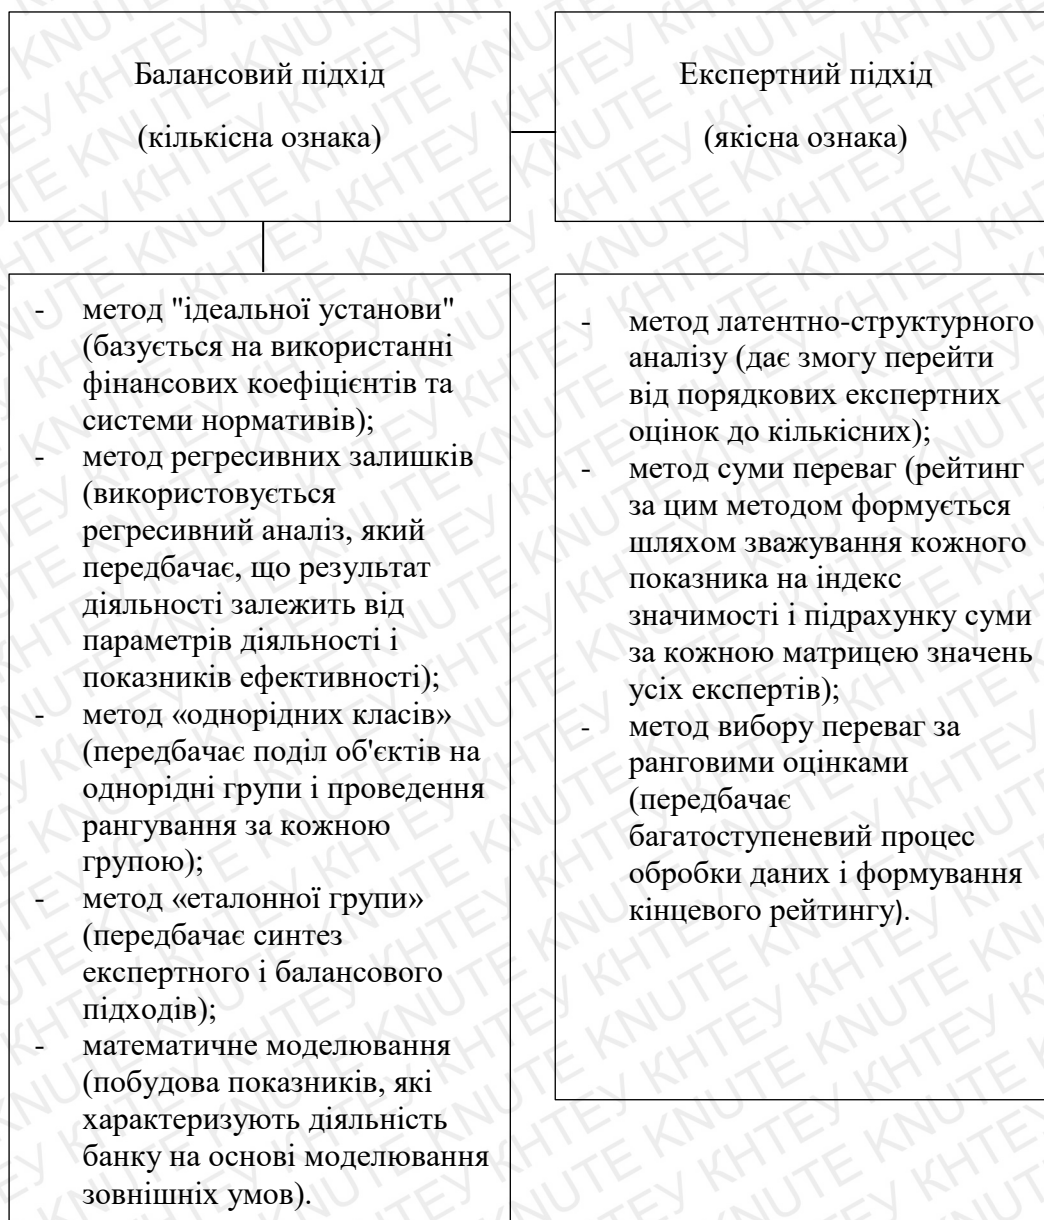 Балансовий підхід
(кількісна ознака)
Експертний підхід
(якісна ознака)
- метод "ідеальної установи"
(базується на використанні
фінансових коефіцієнтів та
системи нормативів);
- метод регресивних залишків
(використовується
регресивний аналіз, який
передбачає, що результат
діяльності залежить від
параметрів діяльності і
показників ефективності);
- метод «однорідних класів»
(передбачає поділ об'єктів на
однорідні групи і проведення
рангування за кожною
групою);
- метод «еталонної групи»
(передбачає синтез
експертного і балансового
підходів);
- математичне моделювання
(побудова показників, які
характеризують діяльність
банку на основі моделювання
зовнішніх умов).
- метод латентно-структурного
аналізу (дає змогу перейти
від порядкових експертних
оцінок до кількісних);
- метод суми переваг (рейтинг
за цим методом формується
шляхом зважування кожного
показника на індекс
значимості і підрахунку суми
за кожною матрицею значень
усіх експертів);
- метод вибору переваг за
ранговими оцінками
(передбачає
багатоступеневий процес
обробки даних і формування
кінцевого рейтингу).